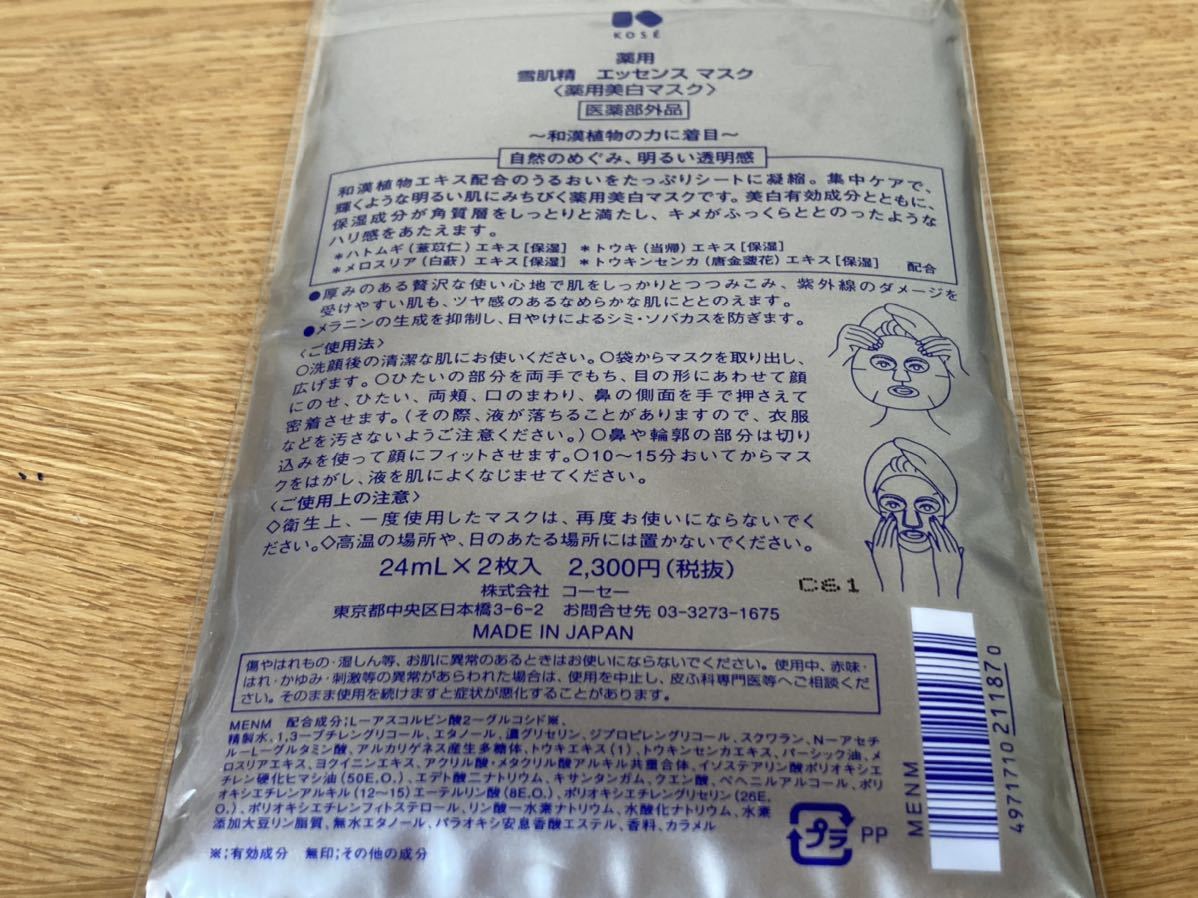 KOSÉ
薬用
雪肌精 エッセンス マスク
〈薬用美白マスク〉
医薬部外品
～和漢植物の力に着目～
自然のめぐみ、明るい透明感
和漢植物エキス配合のうるおいをたっぷりシートに凝縮。集中ケアで、
輝くような明るい肌にみちびく薬用美白マスクです。美白有効成分とともに、
保湿成分が角質層をしっとりと満たし、キメがふっくらととのったような
ハリ感をあたえます。
＊ハトムギ（薏苡仁）エキス[保湿] ＊トウキ（当帰）エキス[保湿]
＊メロスリア（白蘞）エキス[保湿] ＊トウキンセンカ（唐金盞花）エキス[保湿] 配合
●厚みのある贅沢な使い心地で肌をしっかりとつつみこみ、紫外線のダメージを
受けやすい肌も、ツヤ感のあるなめらかな肌にととのえます。
●メラニンの生成を抑制し、日やけによるシミ・ソバカスを防ぎます。
〈ご使用法〉
○洗顔後の清潔な肌にお使いください。○袋からマスクを取り出し、
広げます。○ひたいの部分を両手でもち、目の形にあわせて顔
にのせ、ひたい、両頬、口のまわり、鼻の側面を手で押さえて
密着させます。（その際、液が落ちることがありますので、衣服
などを汚さないようご注意ください。）○鼻や輪郭の部分は切り
込みを使って顔にフィットさせます。○10～15分おいてからマス
クをはがし、液を肌によくなじませてください。
〈ご使用上の注意〉
◇衛生上、一度使用したマスクは、再度お使いにならないでく
ださい。◇高温の場所や、日のあたる場所には置かないでください。
24mL×2枚入 2,300円(税抜)
C61
株式会社 コーセー
東京都中央区日本橋3-6-2 お問合せ先 03-3273-1675
MADE IN JAPAN
傷やはれもの・湿しん等、お肌に異常のあるときはお使いにならないでください。使用中、赤味・
はれ・かゆみ・刺激等の異常があらわれた場合は、使用を中止し、皮ふ科専門医等へご相談くだ
さい。そのまま使用を続けますと症状が悪化することがあります。
MENM 配合成分；L－アスコルビン酸2－グルコシド※、
精製水、1,3－ブチレングリコール、エタノール、濃グリセリン、ジプロピレングリコール、スクワラン、N－アセチ
ル－L－グルタミン酸、アルカリゲネス産生多糖体、トウキエキス(1)、トウキンセンカエキス、パーシック油、メ
ロスリアエキス、ヨクイニンエキス、アクリル酸・メタクリル酸アルキル共重合体、イソステアリン酸ポリオキシエ
チレン硬化ヒマシ油(50E.O.)、エデト酸二ナトリウム、キサンタンガム、クエン酸、ベヘニルアルコール、ポリ
オキシエチレンアルキル(12～15)エーテルリン酸(8E.O.)、ポリオキシエチレングリセリン(26E.
O.)、ポリオキシエチレンフィトステロール、リン酸一水素ナトリウム、水酸化ナトリウム、水素
添加大豆リン脂質、無水エタノール、パラオキシ安息香酸エステル、香料、カラメル
※；有効成分 無印；その他の成分
プラ
PP
MENM
4971710211870